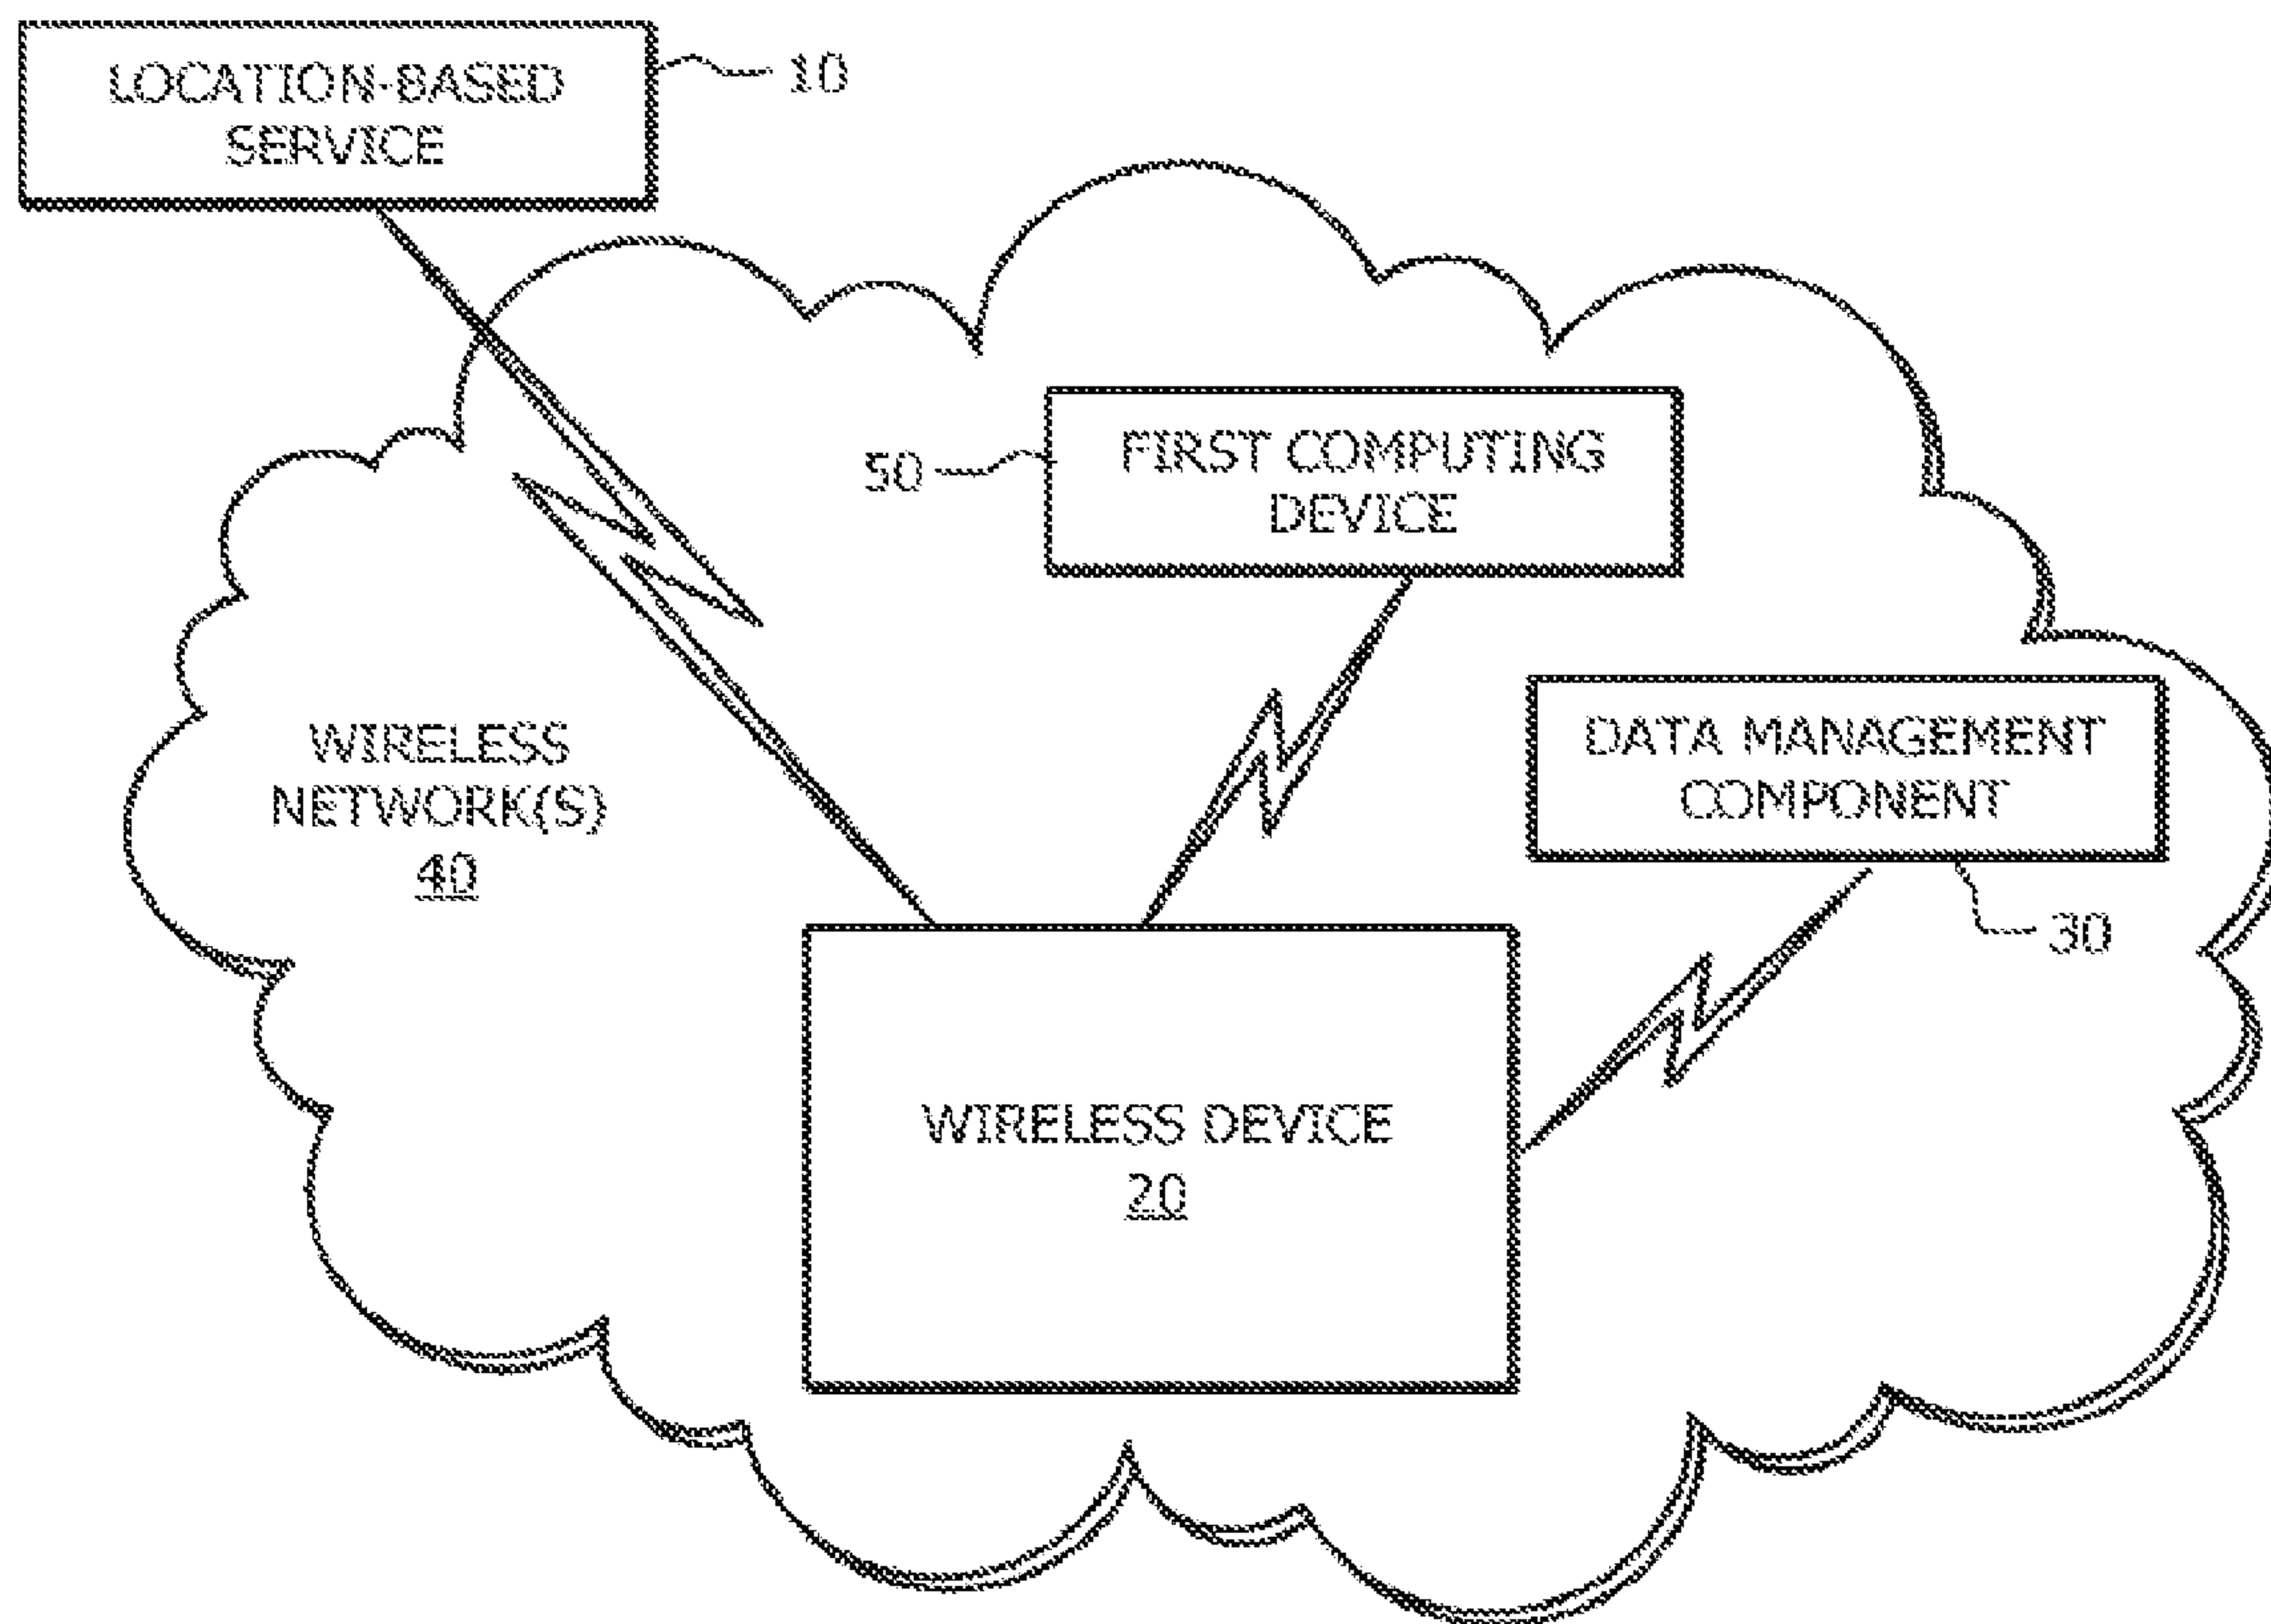 LOCATION-BASED
SERVICE
10
50
FIRST COMPUTING
DEVICE
WIRELESS
NETWORK(S)
40
DATA MANAGEMENT
COMPONENT
30
WIRELESS DEVICE
20